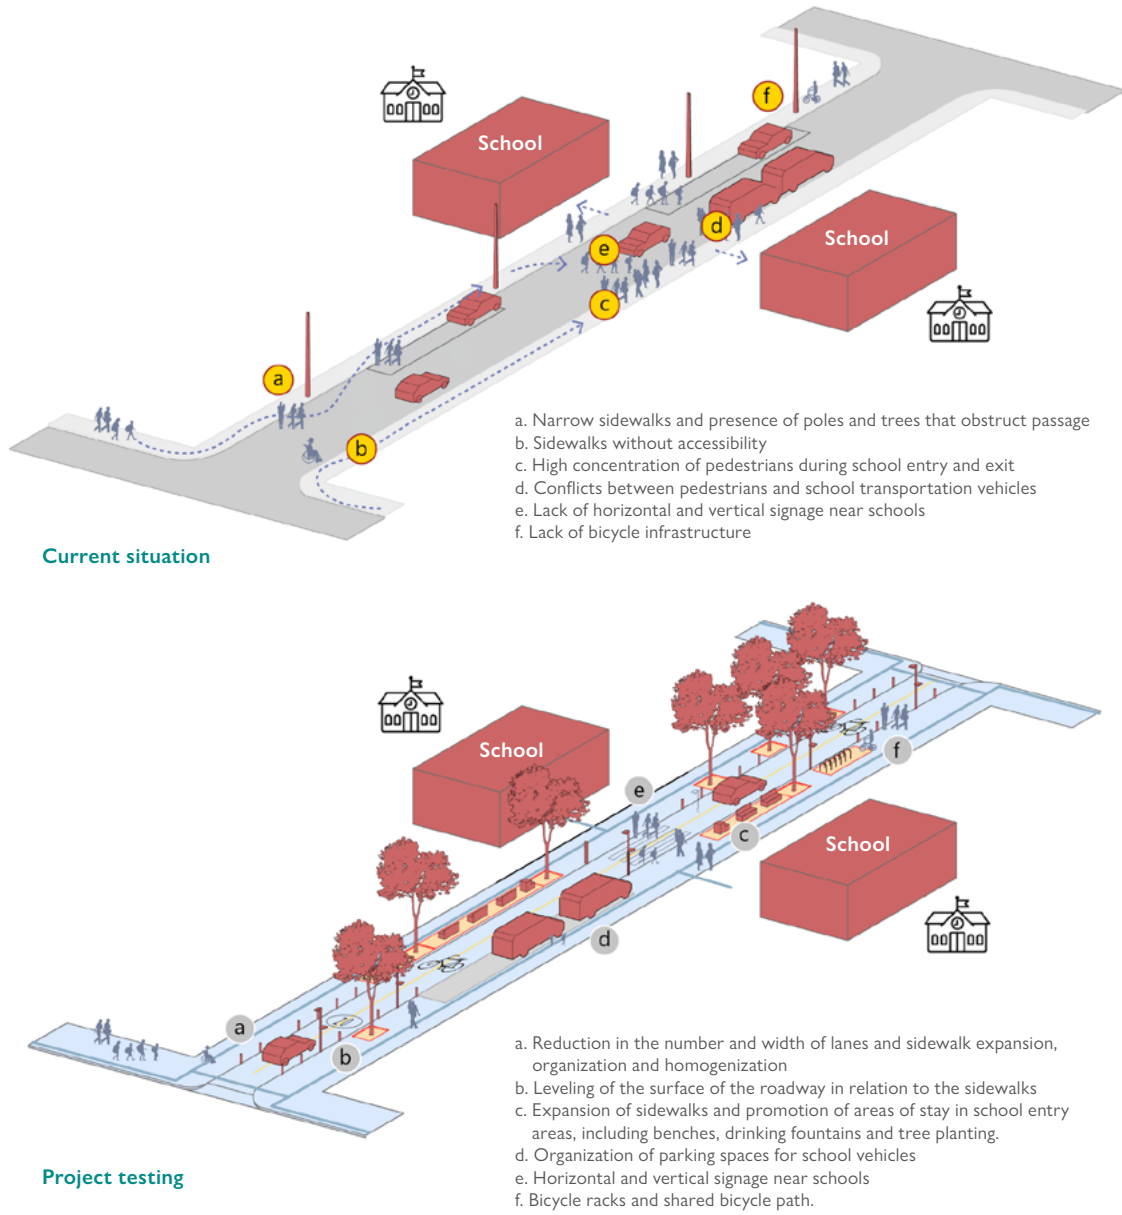 f
School
d
School
e
c
a
b
a. Narrow sidewalks and presence of poles and trees that obstruct passage
b. Sidewalks without accessibility
c. High concentration of pedestrians during school entry and exit
d. Conflicts between pedestrians and school transportation vehicles
e. Lack of horizontal and vertical signage near schools
f. Lack of bicycle infrastructure
Current situation
School
f
e
c
School
d
a
b
a. Reduction in the number and width of lanes and sidewalk expansion,
organization and homogenization
b. Leveling of the surface of the roadway in relation to the sidewalks
c. Expansion of sidewalks and promotion of areas of stay in school entry
areas, including benches, drinking fountains and tree planting.
d. Organization of parking spaces for school vehicles
e. Horizontal and vertical signage near schools
f. Bicycle racks and shared bicycle path.
Project testing